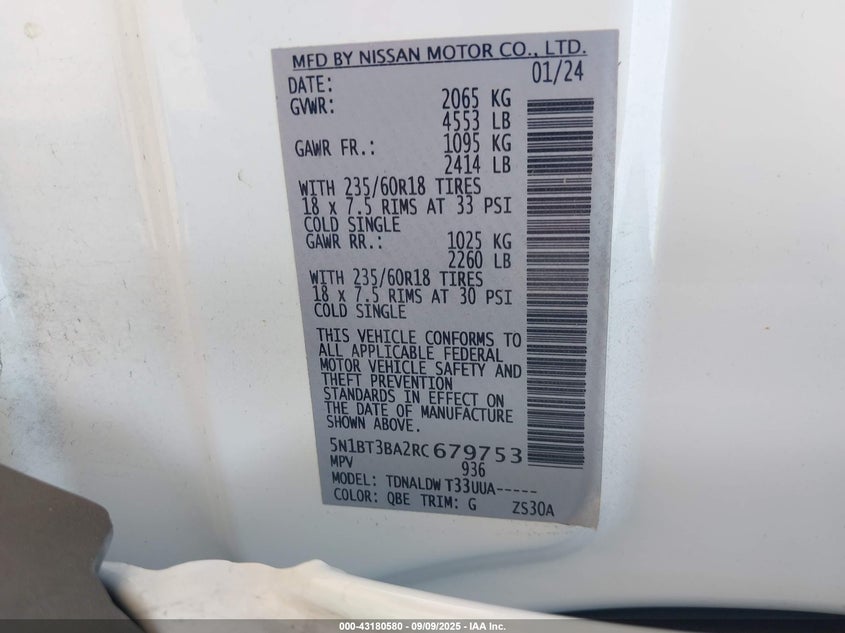 MFD BY NISSAN MOTOR CO., LTD.
DATE: 01/24
GVWR: 2065 KG
4553 LB
GAWR FR.: 1095 KG
2414 LB
WITH 235/60R18 TIRES
18 x 7.5 RIMS AT 33 PSI
COLD SINGLE
GAWR RR.: 1025 KG
2260 LB
WITH 235/60R18 TIRES
18 x 7.5 RIMS AT 30 PSI
COLD SINGLE
THIS VEHICLE CONFORMS TO
ALL APPLICABLE FEDERAL
MOTOR VEHICLE SAFETY AND
THEFT PREVENTION
STANDARDS IN EFFECT ON
THE DATE OF MANUFACTURE
SHOWN ABOVE.
5N1BT3BA2RC679753
MPV 936
MODEL: TDNALDW T33UUA-----
COLOR: QBE TRIM: G ZS30A
000-43180580 - 09/09/2025 - IAA Inc.